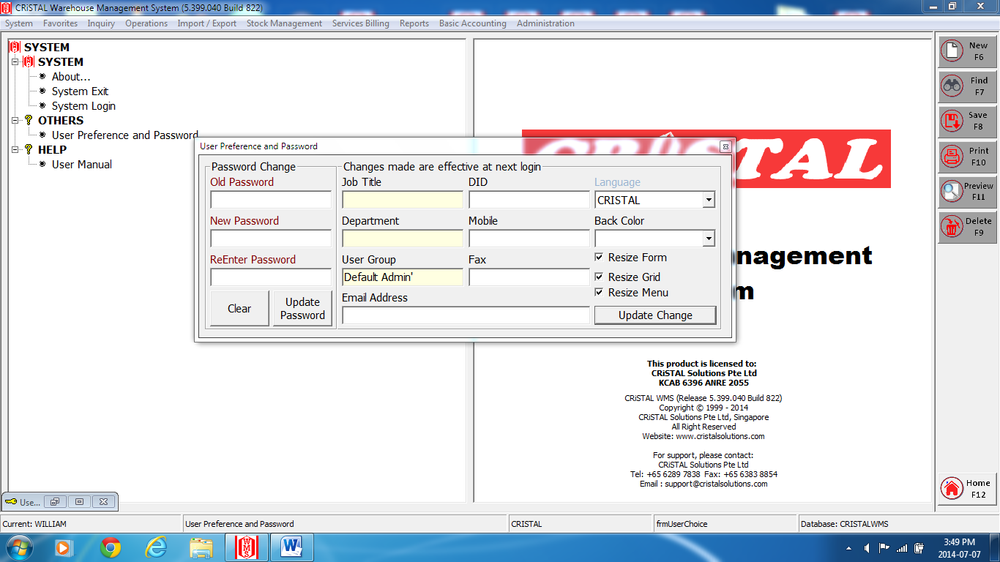 CRiSTAL Warehouse Management System (5.399.040 Build 822)
System Favorites Inquiry Operations Import / Export Stock Management Services Billing Reports Basic Accounting Administration
SYSTEM
SYSTEM
About...
System Exit
System Login
OTHERS
User Preference and Password
HELP
User Manual
User Preference and Password
Password Change
Old Password
New Password
ReEnter Password
Clear
Update
Password
Changes made are effective at next login
Job Title DID Language
CRISTAL
Department Mobile Back Color
User Group Fax
Default Admin'
Resize Form
Resize Grid
Resize Menu
Email Address
Update Change
CRiSTAL
nagement
m
This product is licensed to:
CRiSTAL Solutions Pte Ltd
KCAB 6396 ANRE 2055
CRiSTAL WMS (Release 5.399.040 Build 822)
Copyright © 1999 - 2014
CRiSTAL Solutions Pte Ltd, Singapore
All Right Reserved
Website: www.cristalsolutions.com
For support, please contact:
CRiSTAL Solutions Pte Ltd
Tel: +65 6289 7838 Fax: +65 6383 8854
Email : support@cristalsolutions.com
New
F6
Find
F7
Save
F8
Print
F10
Preview
F11
Delete
F9
Home
F12
Use...
Current: WILLIAM User Preference and Password CRISTAL frmUserChoice Database: CRISTALWMS
WMS
W
3:49 PM
2014-07-07